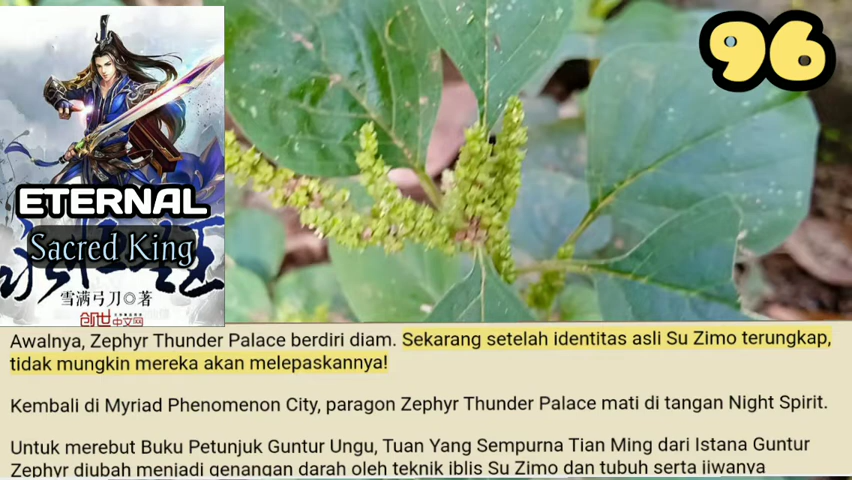 96
ETERNAL
Sacred King
雪满弓刀◎著
创世中文网
Awalnya, Zephyr Thunder Palace berdiri diam. Sekarang setelah identitas asli Su Zimo terungkap,
tidak mungkin mereka akan melepaskannya!
Kembali di Myriad Phenomenon City, paragon Zephyr Thunder Palace mati di tangan Night Spirit.
Untuk merebut Buku Petunjuk Guntur Ungu, Tuan Yang Sempurna Tian Ming dari Istana Guntur
Zephyr diubah menjadi genangan darah oleh teknik iblis Su Zimo dan tubuh serta jiwanya